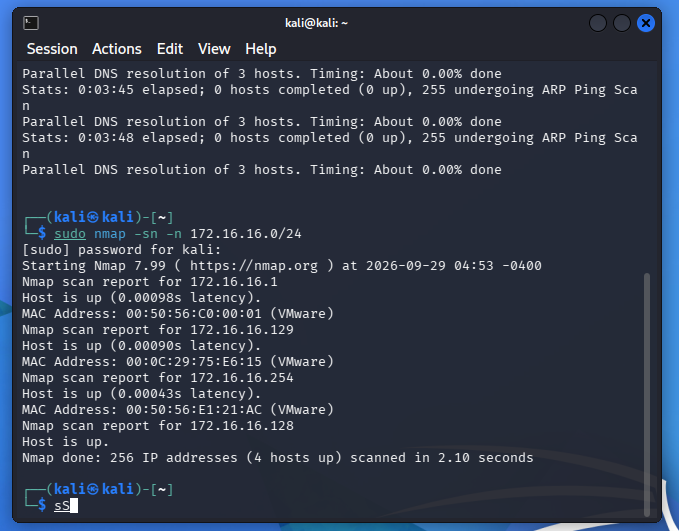 kali@kali: ~
Session Actions Edit View Help
Parallel DNS resolution of 3 hosts. Timing: About 0.00% done
Stats: 0:03:45 elapsed; 0 hosts completed (0 up), 255 undergoing ARP Ping Sca
n
Parallel DNS resolution of 3 hosts. Timing: About 0.00% done
Stats: 0:03:48 elapsed; 0 hosts completed (0 up), 255 undergoing ARP Ping Sca
n
Parallel DNS resolution of 3 hosts. Timing: About 0.00% done
┌──(kali㉿kali)-[~]
└─$ sudo nmap -sn -n 172.16.16.0/24
[sudo] password for kali:
Starting Nmap 7.99 ( https://nmap.org ) at 2026-09-29 04:53 -0400
Nmap scan report for 172.16.16.1
Host is up (0.00098s latency).
MAC Address: 00:50:56:C0:00:01 (VMware)
Nmap scan report for 172.16.16.129
Host is up (0.00090s latency).
MAC Address: 00:0C:29:75:E6:15 (VMware)
Nmap scan report for 172.16.16.254
Host is up (0.00043s latency).
MAC Address: 00:50:56:E1:21:AC (VMware)
Nmap scan report for 172.16.16.128
Host is up.
Nmap done: 256 IP addresses (4 hosts up) scanned in 2.10 seconds
┌──(kali㉿kali)-[~]
└─$ sS